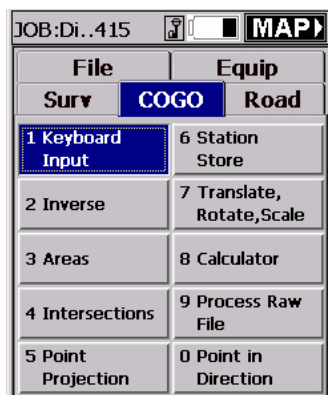 JOB:Di..415 MAP
File Equip
Surv COGO Road
1 Keyboard
Input
6 Station
Store
2 Inverse
7 Translate,
Rotate,Scale
3 Areas
8 Calculator
4 Intersections
9 Process Raw
File
5 Point
Projection
0 Point in
Direction